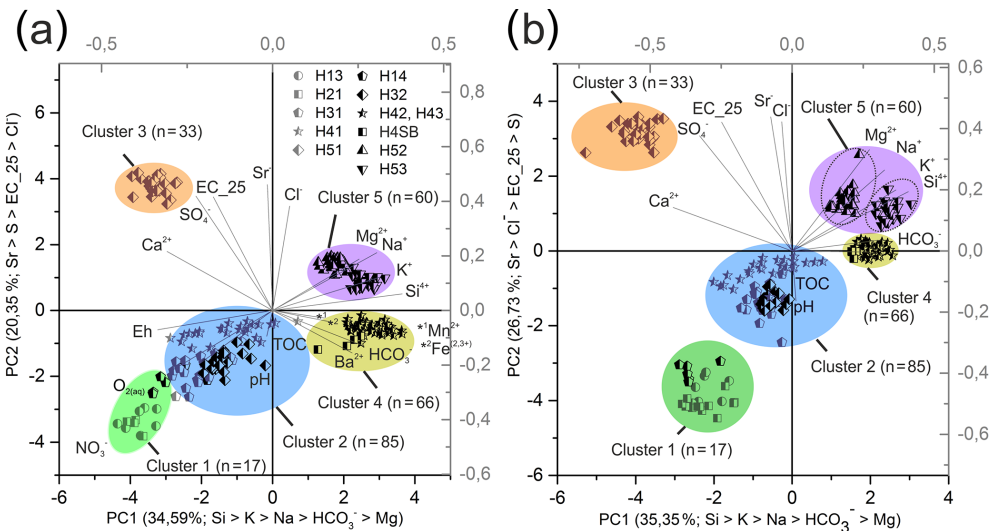 (a)
-0,5
0,0
0,5
6
4
2
0
-2
-4
0,8
0,6
0,4
0,2
0,0
-0,2
-0,4
-0,6
-6
-4
-2
0
2
4
PC2 (20,35 %; Sr > S > EC_25 > Cl⁻)
PC1 (34,59%; Si > K > Na > HCO₃⁻ > Mg)
H13
H21
H31
H41
H51
H14
H32
H42, H43
H4SB
H52
H53
Cluster 3 (n=33)
EC_25
SO₄⁻
Sr⁻
Cl⁻
Ca²⁺
Cluster 5 (n=60)
Mg²⁺
Na⁺
K⁺
Si⁴⁺
Eh
*¹
*²
*¹Mn²⁺
*²Fe⁽²,³⁺⁾
TOC
HCO₃⁻
Ba²⁺
pH
O₂₍aq₎
NO₃⁻
Cluster 4 (n=66)
Cluster 2 (n=85)
Cluster 1 (n=17)
(b)
-0,5
0,0
0,5
4
2
0
-2
-4
-6
0,6
0,4
0,2
0,0
-0,2
-0,4
-0,6
-6
-4
-2
0
2
4
PC2 (26,73 %; Sr > Cl⁻ > EC_25 > S)
PC1 (35,35%; Si > K > Na > HCO₃⁻ > Mg)
Cluster 3 (n=33)
EC_25
SO₄⁻
Sr⁻
Cl⁻
Ca²⁺
Cluster 5 (n=60)
Mg²⁺
Na⁺
K⁺
Si⁴⁺
HCO₃⁻
TOC
pH
Cluster 4
(n=66)
Cluster 2 (n=85)
Cluster 1 (n=17)